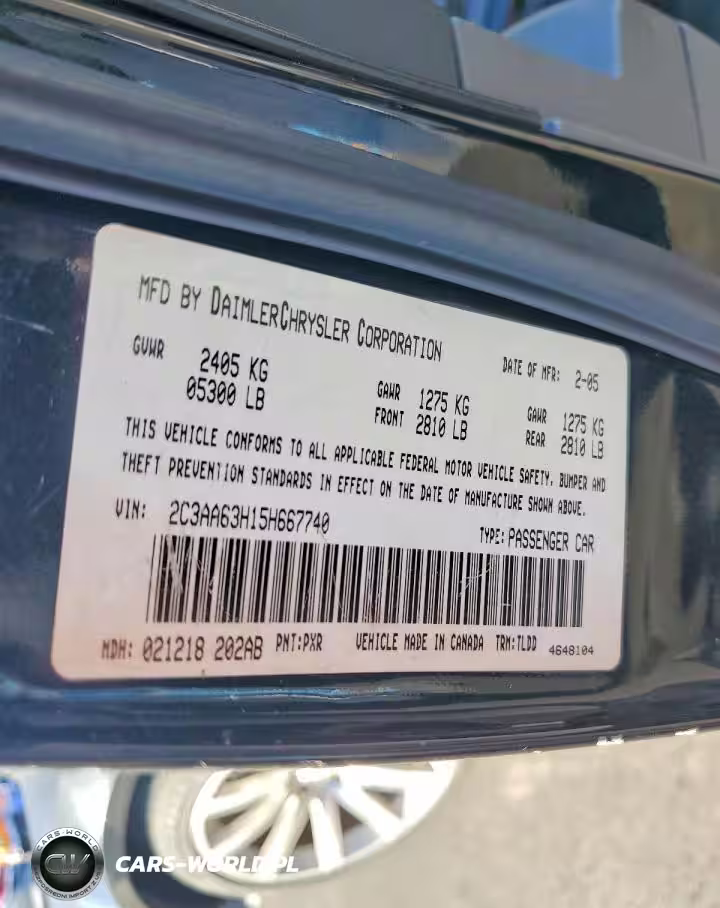 MFD BY DAIMLERCHRYSLER CORPORATION
DATE OF MFR: 2-05
GVWR 2405 KG
05300 LB
GAWR FRONT 1275 KG
2810 LB
GAWR REAR 1275 KG
2810 LB
THIS VEHICLE CONFORMS TO ALL APPLICABLE FEDERAL MOTOR VEHICLE SAFETY, BUMPER AND
THEFT PREVENTION STANDARDS IN EFFECT ON THE DATE OF MANUFACTURE SHOWN ABOVE.
VIN: 2C3AA63H15H667740 TYPE: PASSENGER CAR
MDH: 021218 202AB PNT:PXR VEHICLE MADE IN CANADA TRM:TLDD 4648104
CARS-WORLD
CW
CARS-WORLD.PL